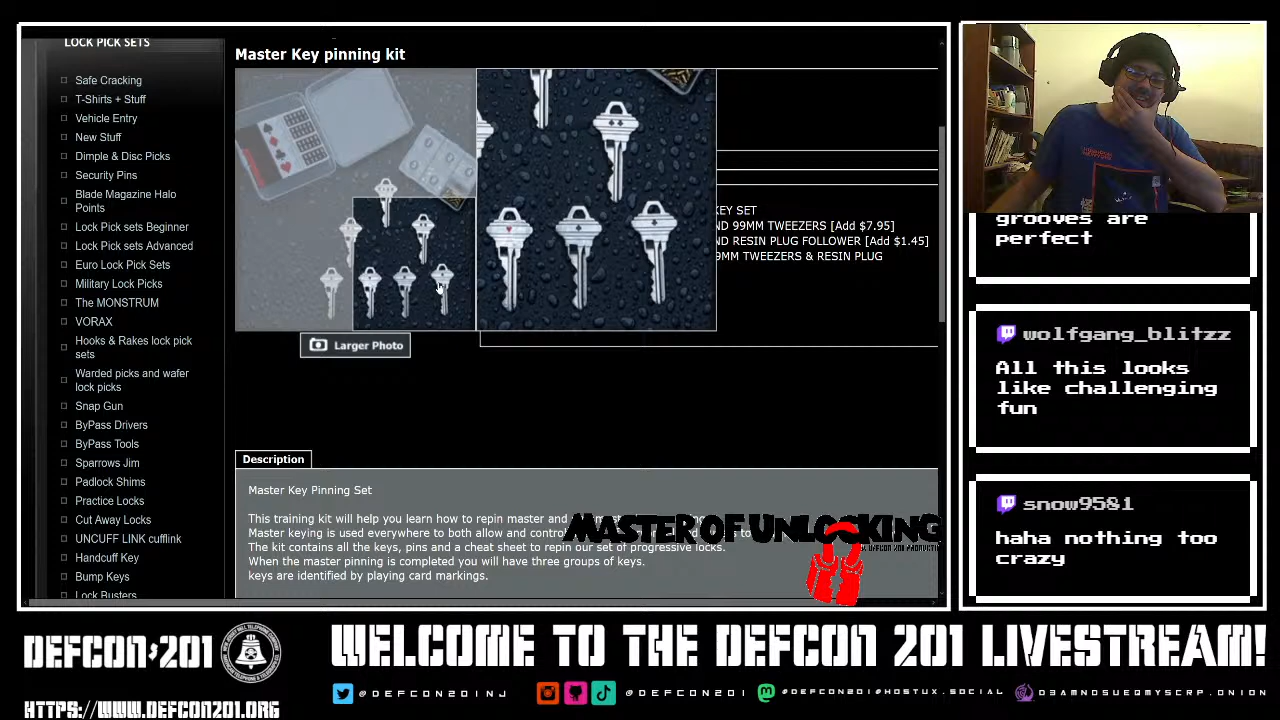 LOCK PICK SETS
Safe Cracking
T-Shirts + Stuff
Vehicle Entry
New Stuff
Dimple & Disc Picks
Security Pins
Blade Magazine Halo
Points
Lock Pick sets Beginner
Lock Pick sets Advanced
Euro Lock Pick Sets
Military Lock Picks
The MONSTRUM
VORAX
Hooks & Rakes lock pick
sets
Warded picks and wafer
lock picks
Snap Gun
ByPass Drivers
ByPass Tools
Sparrows Jim
Padlock Shims
Practice Locks
Cut Away Locks
UNCUFF LINK cufflink
Handcuff Key
Bump Keys
Lock Busters
Master Key pinning kit
KEY SET
ND 99MM TWEEZERS [Add $7.95]
ND RESIN PLUG FOLLOWER [Add $1.45]
9MM TWEEZERS & RESIN PLUG
Larger Photo
Description
Master Key Pinning Set
This training kit will help you learn how to repin master and
Master keying is used everywhere to both allow and
The kit contains all the keys, pins and a cheat sheet to repin our set of progressive locks.
When the master pinning is completed you will have three groups of keys.
keys are identified by playing card markings.
MASTER OF UNLOCKING
grooves are
perfect
wolfgang_blitzz
All this looks
like challenging
fun
snow9581
haha nothing too
crazy
DEFCON 201
HTTPS://WWW.DEFCON201.ORG
WELCOME TO THE DEFCON 201 LIVESTREAM!
@DEFCON201NJ
@DEFCON201
@DEFCON201@HOSTUX.SOCIAL